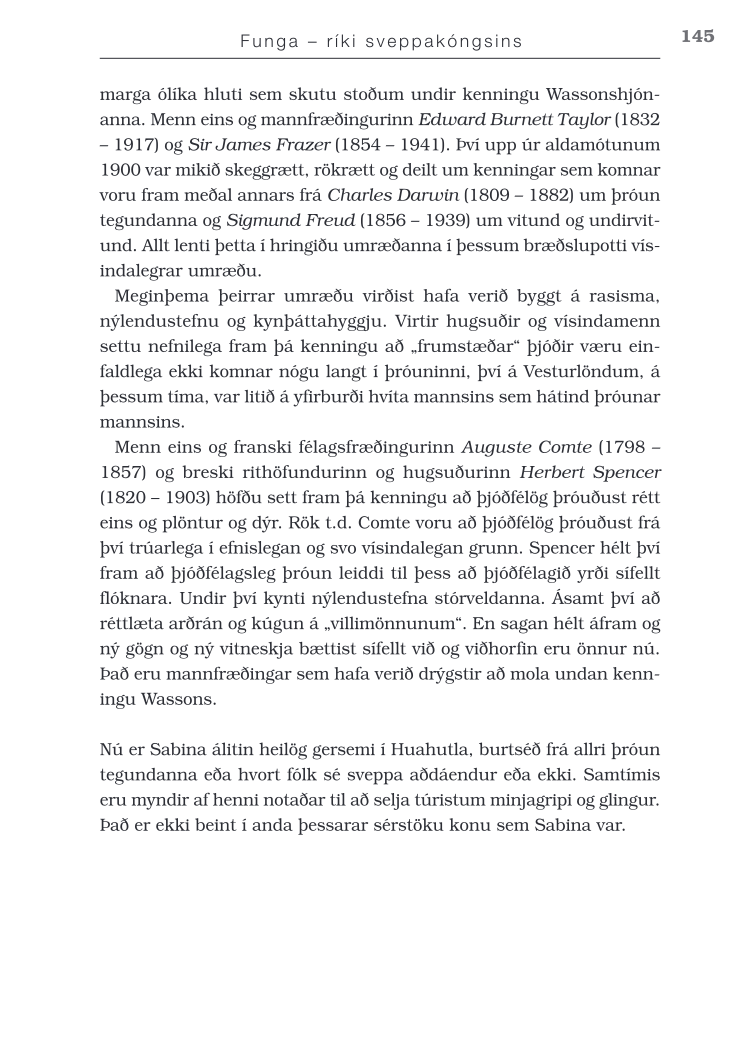 Funga – ríki sveppakóngsins
145
marga ólíka hluti sem skutu stoðum undir kenningu Wassonshjón-
anna. Menn eins og mannfræðingurinn Edward Burnett Taylor (1832
– 1917) og Sir James Frazer (1854 – 1941). Því upp úr aldamótunum
1900 var mikið skeggrætt, rökrætt og deilt um kenningar sem komnar
voru fram meðal annars frá Charles Darwin (1809 – 1882) um þróun
tegundanna og Sigmund Freud (1856 – 1939) um vitund og undirvit-
und. Allt lenti þetta í hringiðu umræðanna í þessum bræðslupotti vís-
indalegrar umræðu.
Meginþema þeirrar umræðu virðist hafa verið byggt á rasisma,
nýlendustefnu og kynþáttahyggju. Virtir hugsuðir og vísindamenn
settu nefnilega fram þá kenningu að „frumstæðar“ þjóðir væru ein-
faldlega ekki komnar nógu langt í þróuninni, því á Vesturlöndum, á
þessum tíma, var litið á yfirburði hvíta mannsins sem hátind þróunar
mannsins.
Menn eins og franski félagsfræðingurinn Auguste Comte (1798 –
1857) og breski rithöfundurinn og hugsuðurinn Herbert Spencer
(1820 – 1903) höfðu sett fram þá kenningu að þjóðfélög þróuðust rétt
eins og plöntur og dýr. Rök t.d. Comte voru að þjóðfélög þróuðust frá
því trúarlega í efnislegan og svo vísindalegan grunn. Spencer hélt því
fram að þjóðfélagsleg þróun leiddi til þess að þjóðfélagið yrði sífellt
flóknara. Undir því kynti nýlendustefna stórveldanna. Ásamt því að
réttlæta arðrán og kúgun á „villimönnunum“. En sagan hélt áfram og
ný gögn og ný vitneskja bættist sífellt við og viðhorfin eru önnur nú.
Það eru mannfræðingar sem hafa verið drýgstir að mola undan kenn-
ingu Wassons.
Nú er Sabina álitin heilög gersemi í Huahutla, burtséð frá allri þróun
tegundanna eða hvort fólk sé sveppa aðdáendur eða ekki. Samtímis
eru myndir af henni notaðar til að selja túristum minjagripi og glingur.
Það er ekki beint í anda þessarar sérstöku konu sem Sabina var.